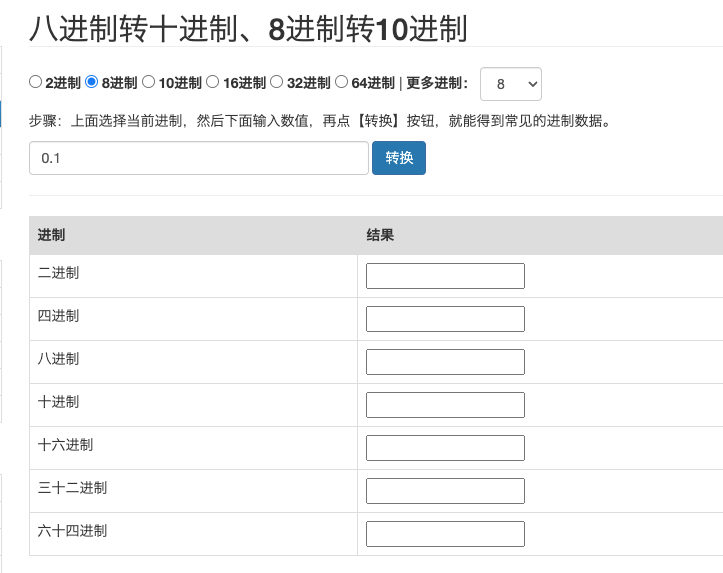 八进制转十进制、8进制转10进制
2进制 8进制 10进制 16进制 32进制 64进制 | 更多进制： 8
步骤：上面选择当前进制，然后下面输入数值，再点【转换】按钮，就能得到常见的进制数据。
0.1 转换
进制 结果
二进制
四进制
八进制
十进制
十六进制
三十二进制
六十四进制